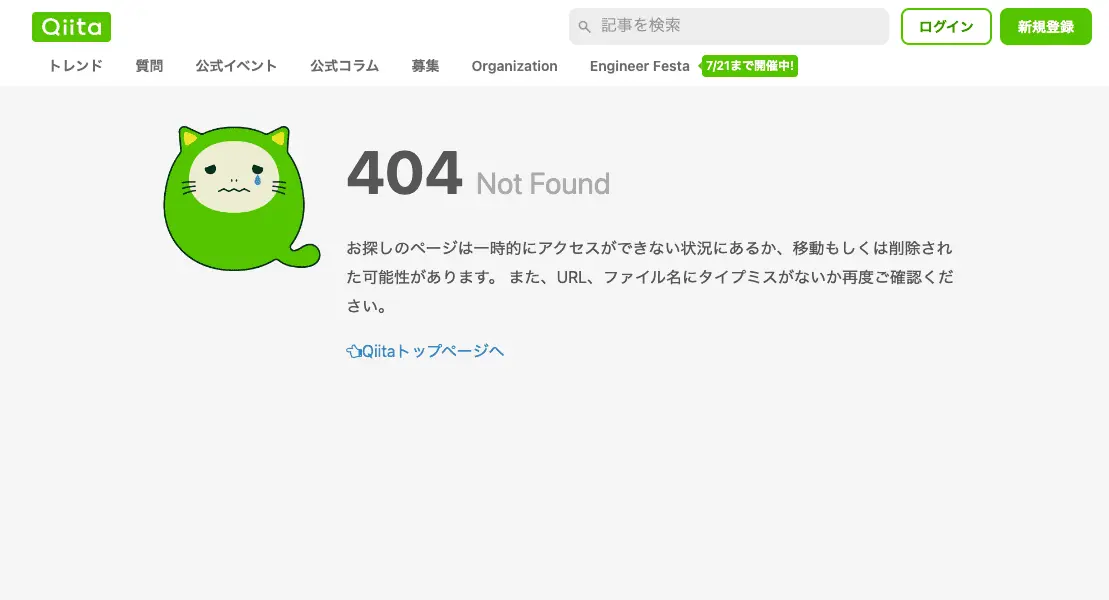 Qiita
記事を検索
ログイン
新規登録
トレンド 質問 公式イベント 公式コラム 募集 Organization Engineer Festa 7/21まで開催中!
404 Not Found
お探しのページは一時的にアクセスができない状況にあるか、移動もしくは削除され
た可能性があります。 また、URL、ファイル名にタイプミスがないか再度ご確認くだ
さい。
Qiitaトップページへ